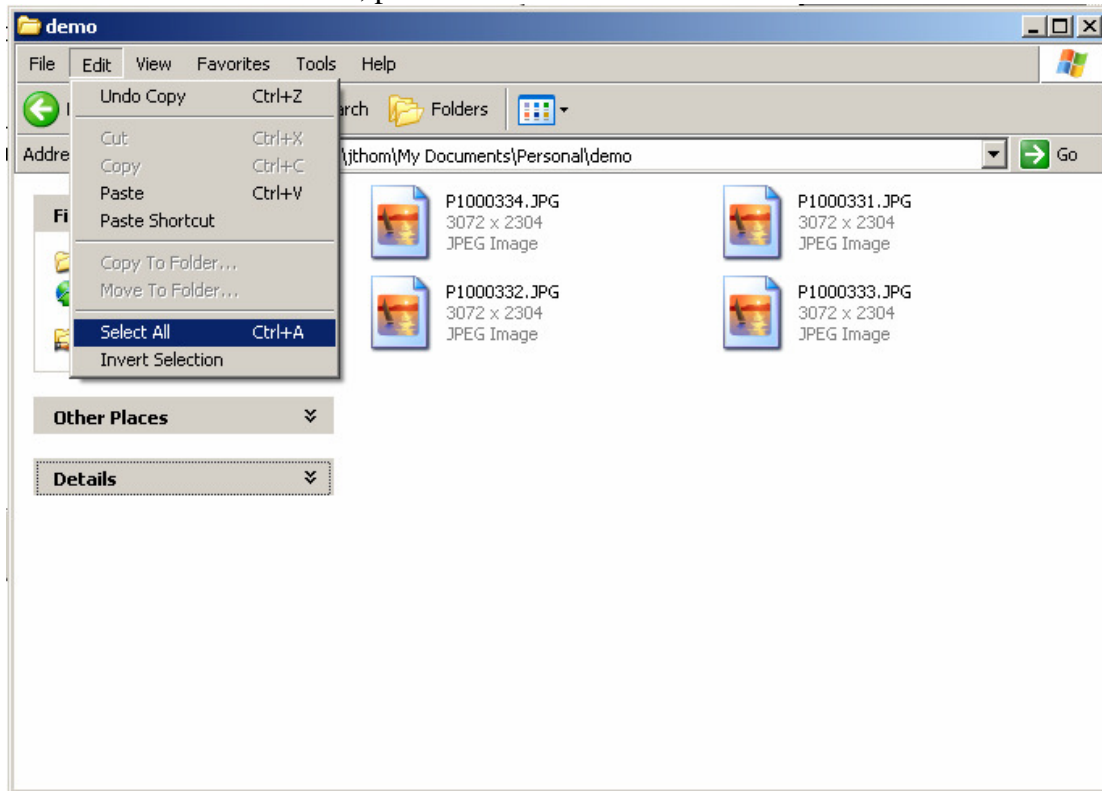 demo
File Edit View Favorites Tools Help
Undo Copy Ctrl+Z
Folders
Cut Ctrl+X
Copy Ctrl+C
\jthom\My Documents\Personal\demo
Go
Paste Ctrl+V
Paste Shortcut
Copy To Folder...
Move To Folder...
Select All Ctrl+A
Invert Selection
P1000334.JPG
3072 x 2304
JPEG Image
P1000331.JPG
3072 x 2304
JPEG Image
P1000332.JPG
3072 x 2304
JPEG Image
P1000333.JPG
3072 x 2304
JPEG Image
Other Places
Details